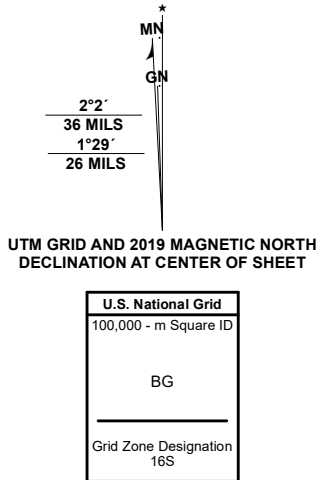 ★
MN
GN
2°2´
36 MILS
1°29´
26 MILS
UTM GRID AND 2019 MAGNETIC NORTH
DECLINATION AT CENTER OF SHEET
U.S. National Grid
100,000 - m Square ID
BG
Grid Zone Designation
16S